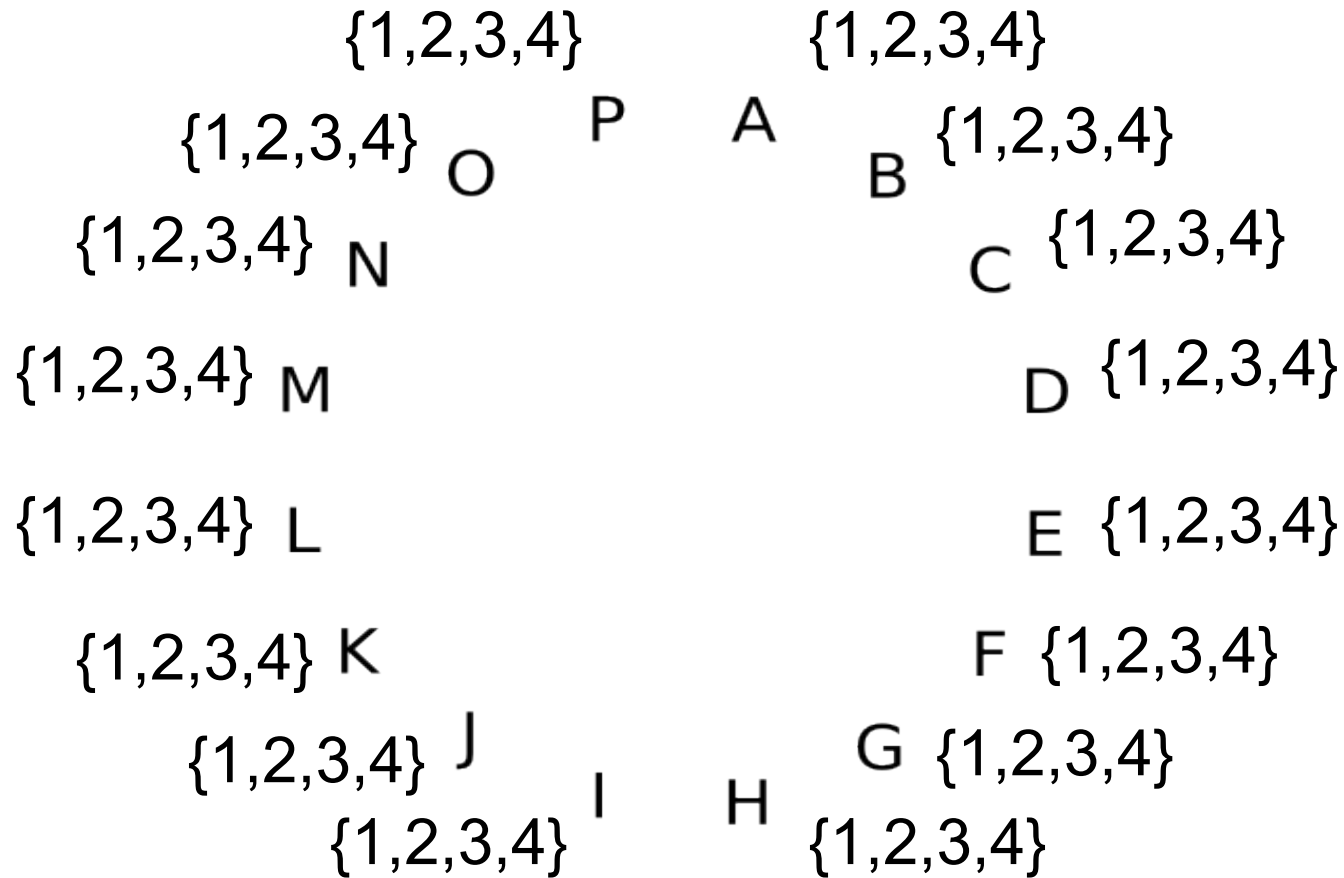 {1,2,3,4} {1,2,3,4}
P A
{1,2,3,4} O B {1,2,3,4}
{1,2,3,4} N C {1,2,3,4}
{1,2,3,4} M D {1,2,3,4}
{1,2,3,4} L E {1,2,3,4}
{1,2,3,4} K F {1,2,3,4}
{1,2,3,4} J G {1,2,3,4}
I H
{1,2,3,4} {1,2,3,4}